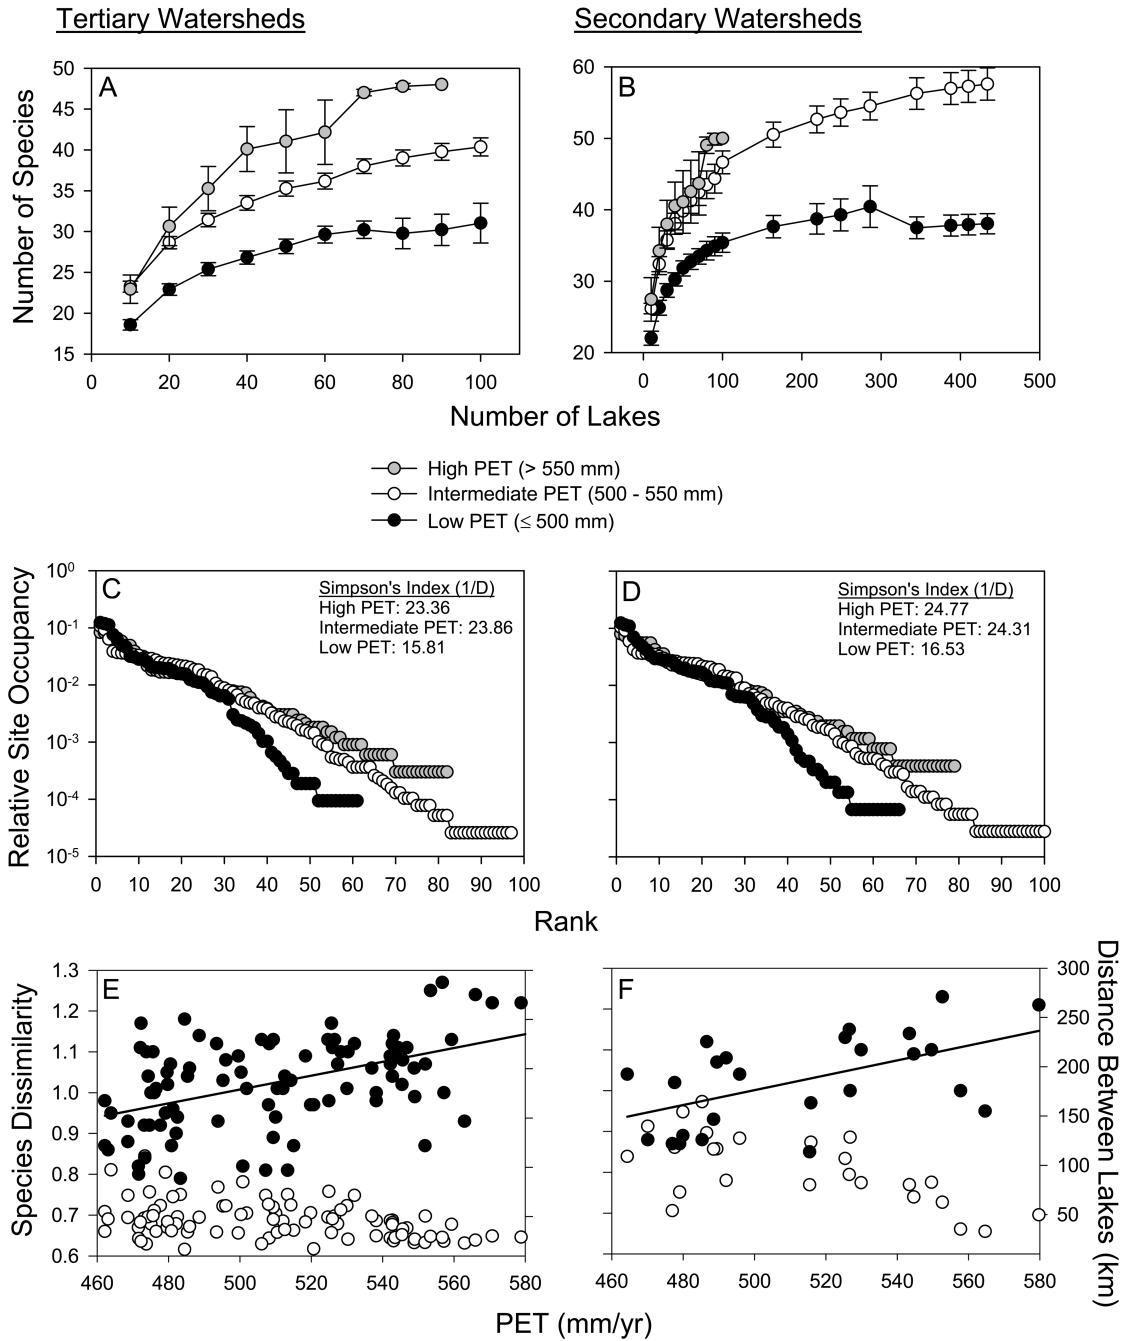 Tertiary Watersheds
Secondary Watersheds
A
50
45
40
35
30
25
20
15
0 20 40 60 80 100
Number of Species
B
60
50
40
30
20
0 100 200 300 400 500
Number of Lakes
High PET (> 550 mm)
Intermediate PET (500 - 550 mm)
Low PET (≤ 500 mm)
C
Simpson's Index (1/D)
High PET: 23.36
Intermediate PET: 23.86
Low PET: 15.81
10⁰
10⁻¹
10⁻²
10⁻³
10⁻⁴
10⁻⁵
0 10 20 30 40 50 60 70 80 90 100
Relative Site Occupancy
D
Simpson's Index (1/D)
High PET: 24.77
Intermediate PET: 24.31
Low PET: 16.53
0 10 20 30 40 50 60 70 80 90 100
Rank
E
1.3
1.2
1.1
1.0
0.9
0.8
0.7
0.6
460 480 500 520 540 560 580
Species Dissimilarity
F
300
250
200
150
100
50
460 480 500 520 540 560 580
Distance Between Lakes (km)
PET (mm/yr)